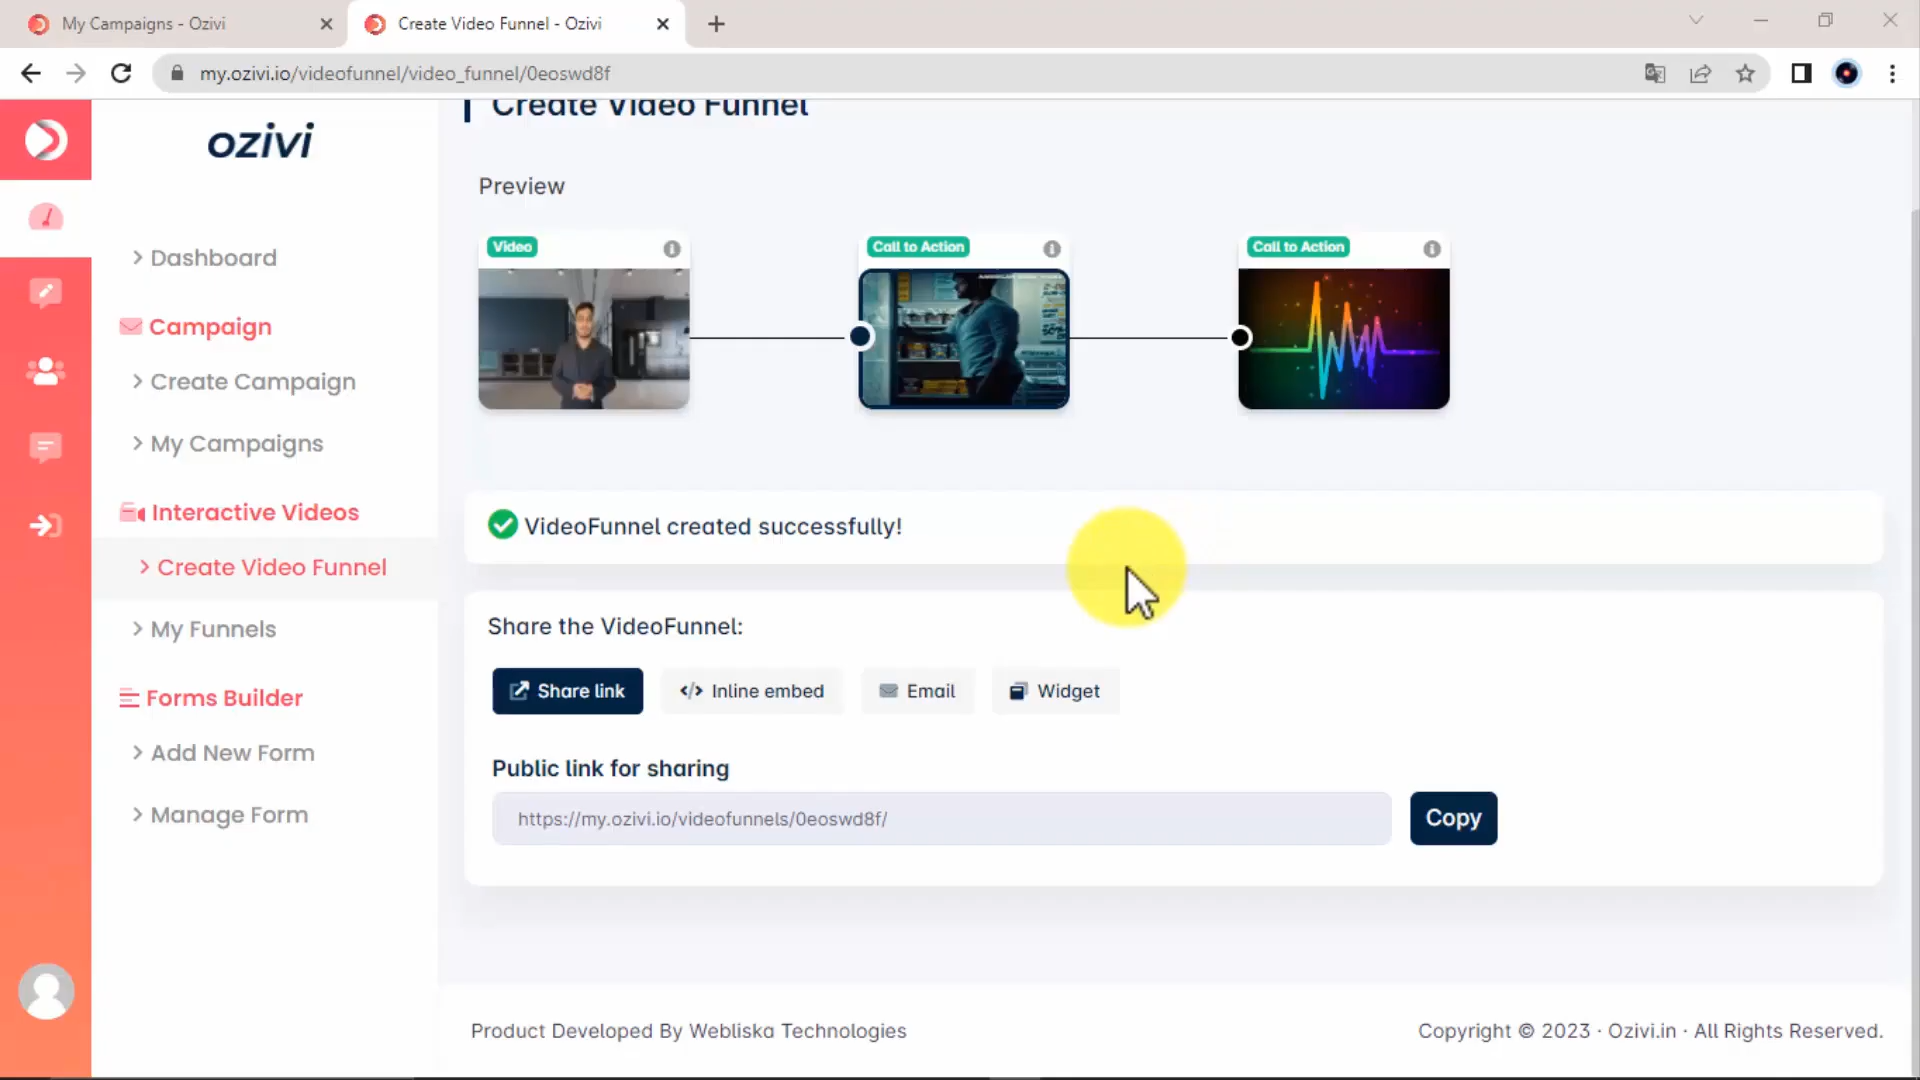 My Campaigns - Ozivi
Create Video Funnel - Ozivi
my.ozivi.io/videofunnel/video_funnel/0eoswd8f
ozivi
Dashboard
Campaign
Create Campaign
My Campaigns
Interactive Videos
Create Video Funnel
My Funnels
Forms Builder
Add New Form
Manage Form
Create Video Funnel
Preview
Video
Call to Action
Call to Action
VideoFunnel created successfully!
Share the VideoFunnel:
Share link
Inline embed
Email
Widget
Public link for sharing
https://my.ozivi.io/videofunnels/0eoswd8f/
Copy
Product Developed By Webliska Technologies
Copyright © 2023 · Ozivi.in · All Rights Reserved.